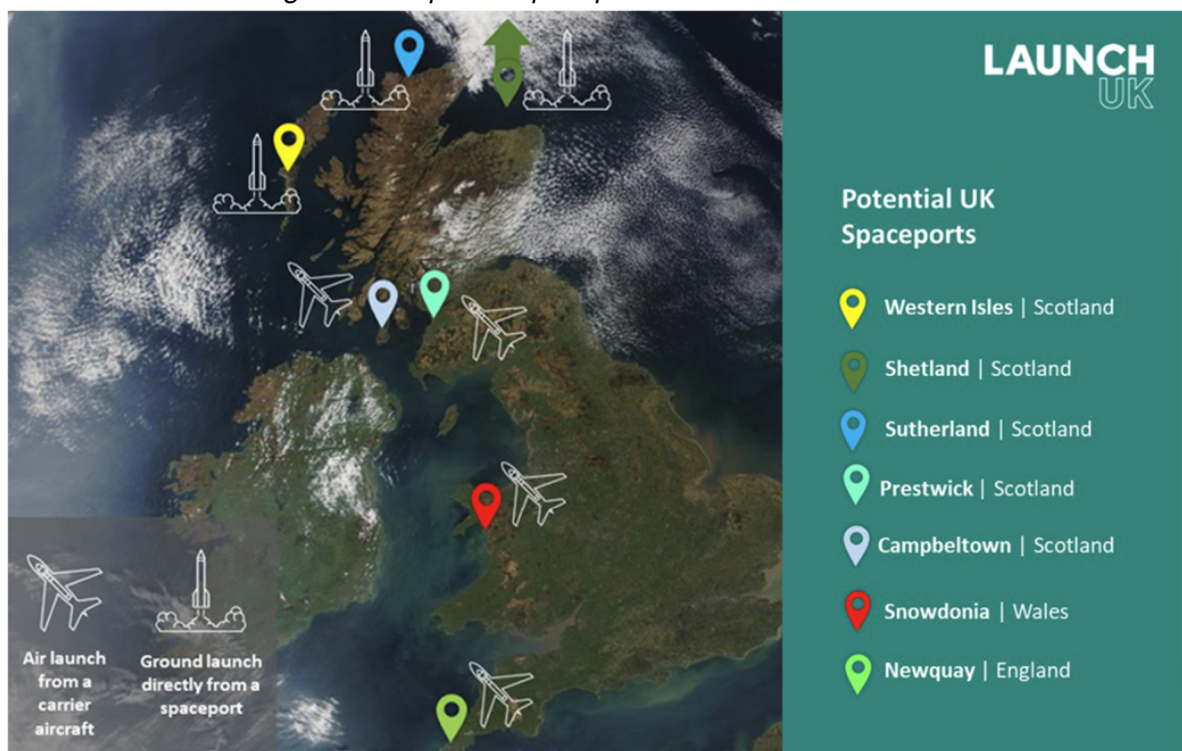 LAUNCH
UK
Potential UK
Spaceports
Western Isles | Scotland
Shetland | Scotland
Sutherland | Scotland
Prestwick | Scotland
Campbeltown | Scotland
Snowdonia | Wales
Newquay | England
Air launch
from a
carrier
aircraft
Ground launch
directly from a
spaceport